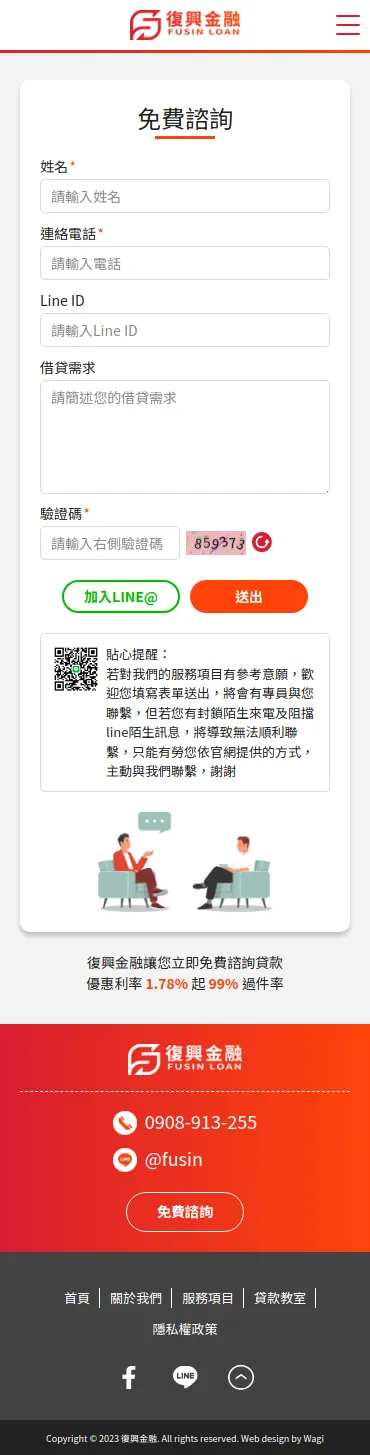 復興金融
FUSIN LOAN
免費諮詢
姓名*
請輸入姓名
連絡電話*
請輸入電話
Line ID
請輸入Line ID
借貸需求
請簡述您的借貸需求
驗證碼*
請輸入右側驗證碼
859373
加入LINE@
送出
貼心提醒：
若對我們的服務項目有參考意願，歡
迎您填寫表單送出，將會有專員與您
聯繫，但若您有封鎖陌生來電及阻擋
line陌生訊息，將導致無法順利聯
繫，只能有勞您依官網提供的方式，
主動與我們聯繫，謝謝
復興金融讓您立即免費諮詢貸款
優惠利率 1.78% 起 99% 過件率
復興金融
FUSIN LOAN
0908-913-255
LINE
@fusin
免費諮詢
首頁
關於我們
服務項目
貸款教室
隱私權政策
LINE
Copyright © 2023 復興金融. All rights reserved. Web design by Wagi